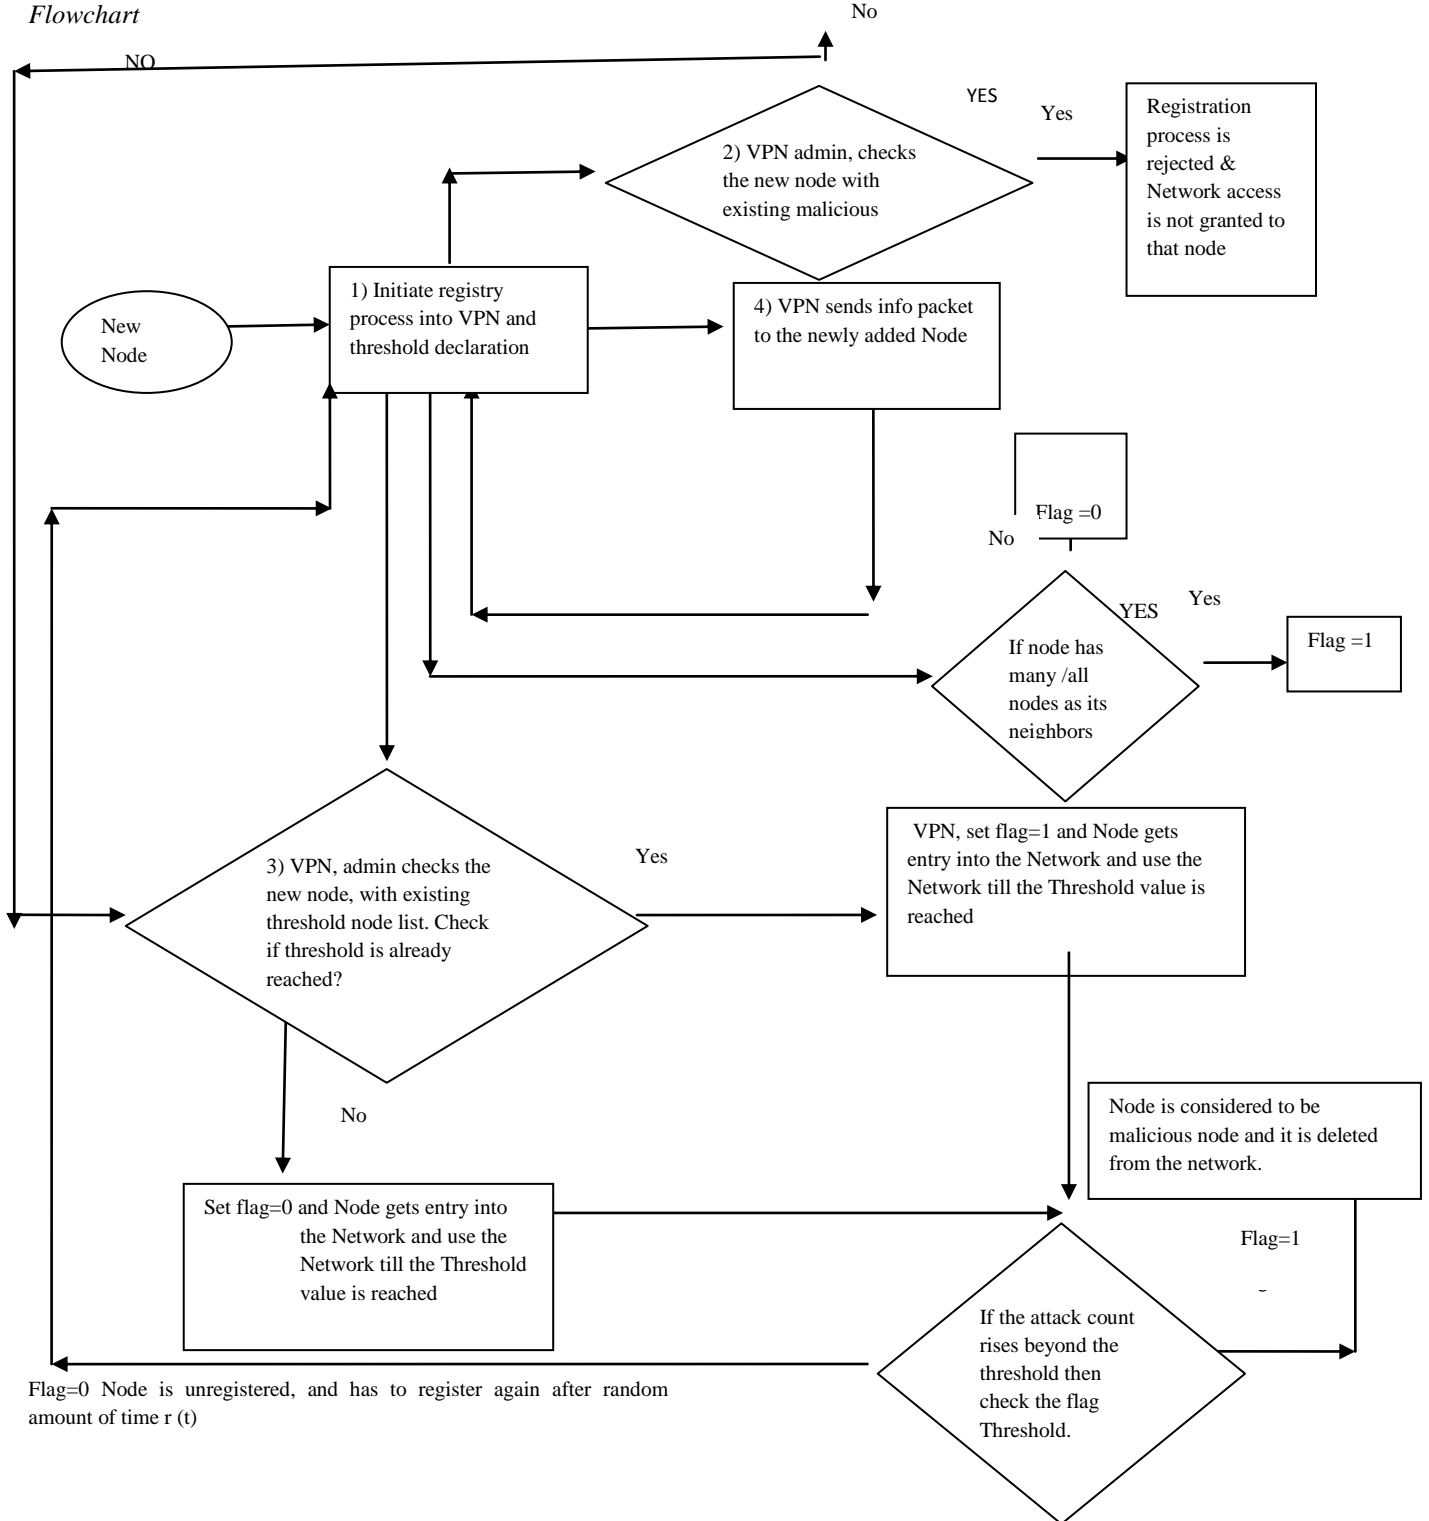 Flowchart
No
NO
YES
Yes
2) VPN admin, checks
the new node with
existing malicious
Registration
process is
rejected &
Network access
is not granted to
that node
New
Node
1) Initiate registry
process into VPN and
threshold declaration
4) VPN sends info packet
to the newly added Node
Flag =0
No
YES
Yes
If node has
many /all
nodes as its
neighbors
Flag =1
3) VPN, admin checks the
new node, with existing
threshold node list. Check
if threshold is already
reached?
Yes
VPN, set flag=1 and Node gets
entry into the Network and use the
Network till the Threshold value is
reached
No
Set flag=0 and Node gets entry into
the Network and use the
Network till the Threshold
value is reached
Node is considered to be
malicious node and it is deleted
from the network.
Flag=1
If the attack count
rises beyond the
threshold then
check the flag
Threshold.
Flag=0 Node is unregistered, and has to register again after random
amount of time r (t)